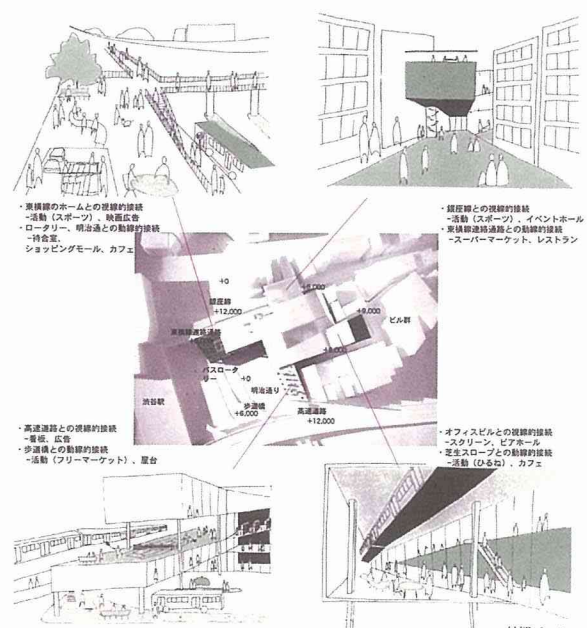 ・東横線のホームとの視線的接続
-活動（スポーツ）、映画広告
・ロータリー、明治通との動線的接続
-待合室、
ショッピングモール、カフェ
・銀座線との視線的接続
-活動（スポーツ）、イベントホール
・東横線連絡通路との動線的接続
-スーパーマーケット、レストラン
+0
銀座線
+12,000
+9,000
ビル群
東横線連絡通路
バスロータリー
+0
明治通り
渋谷駅
歩道橋
+6,000
高速道路
+12,000
・高速道路との視線的接続
-看板、広告
・歩道橋との動線的接続
-活動（フリーマーケット）、屋台
・オフィスビルとの視線的接続
-スクリーン、ビアホール
・芝生スロープとの動線的接続
-活動（ひるね）、カフェ